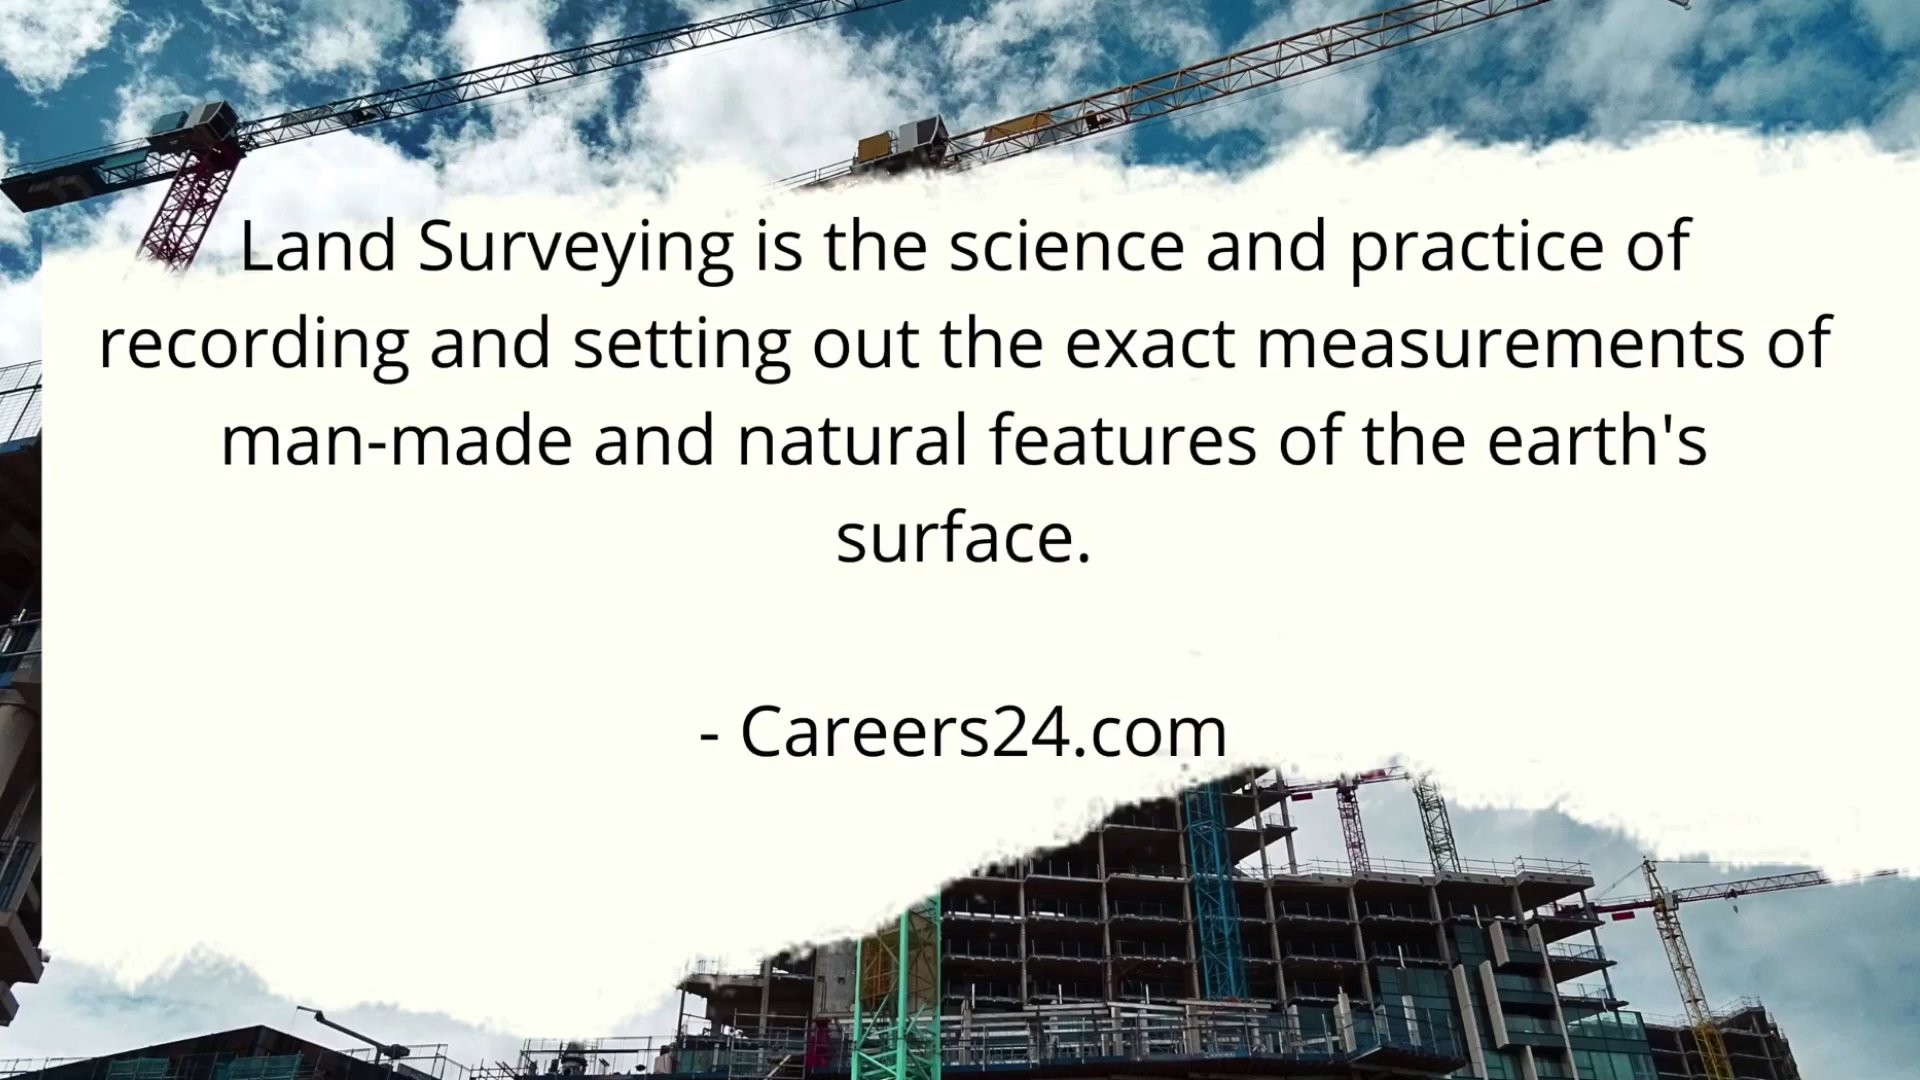 Land Surveying is the science and practice of
recording and setting out the exact measurements of
man-made and natural features of the earth's
surface.
- Careers24.com